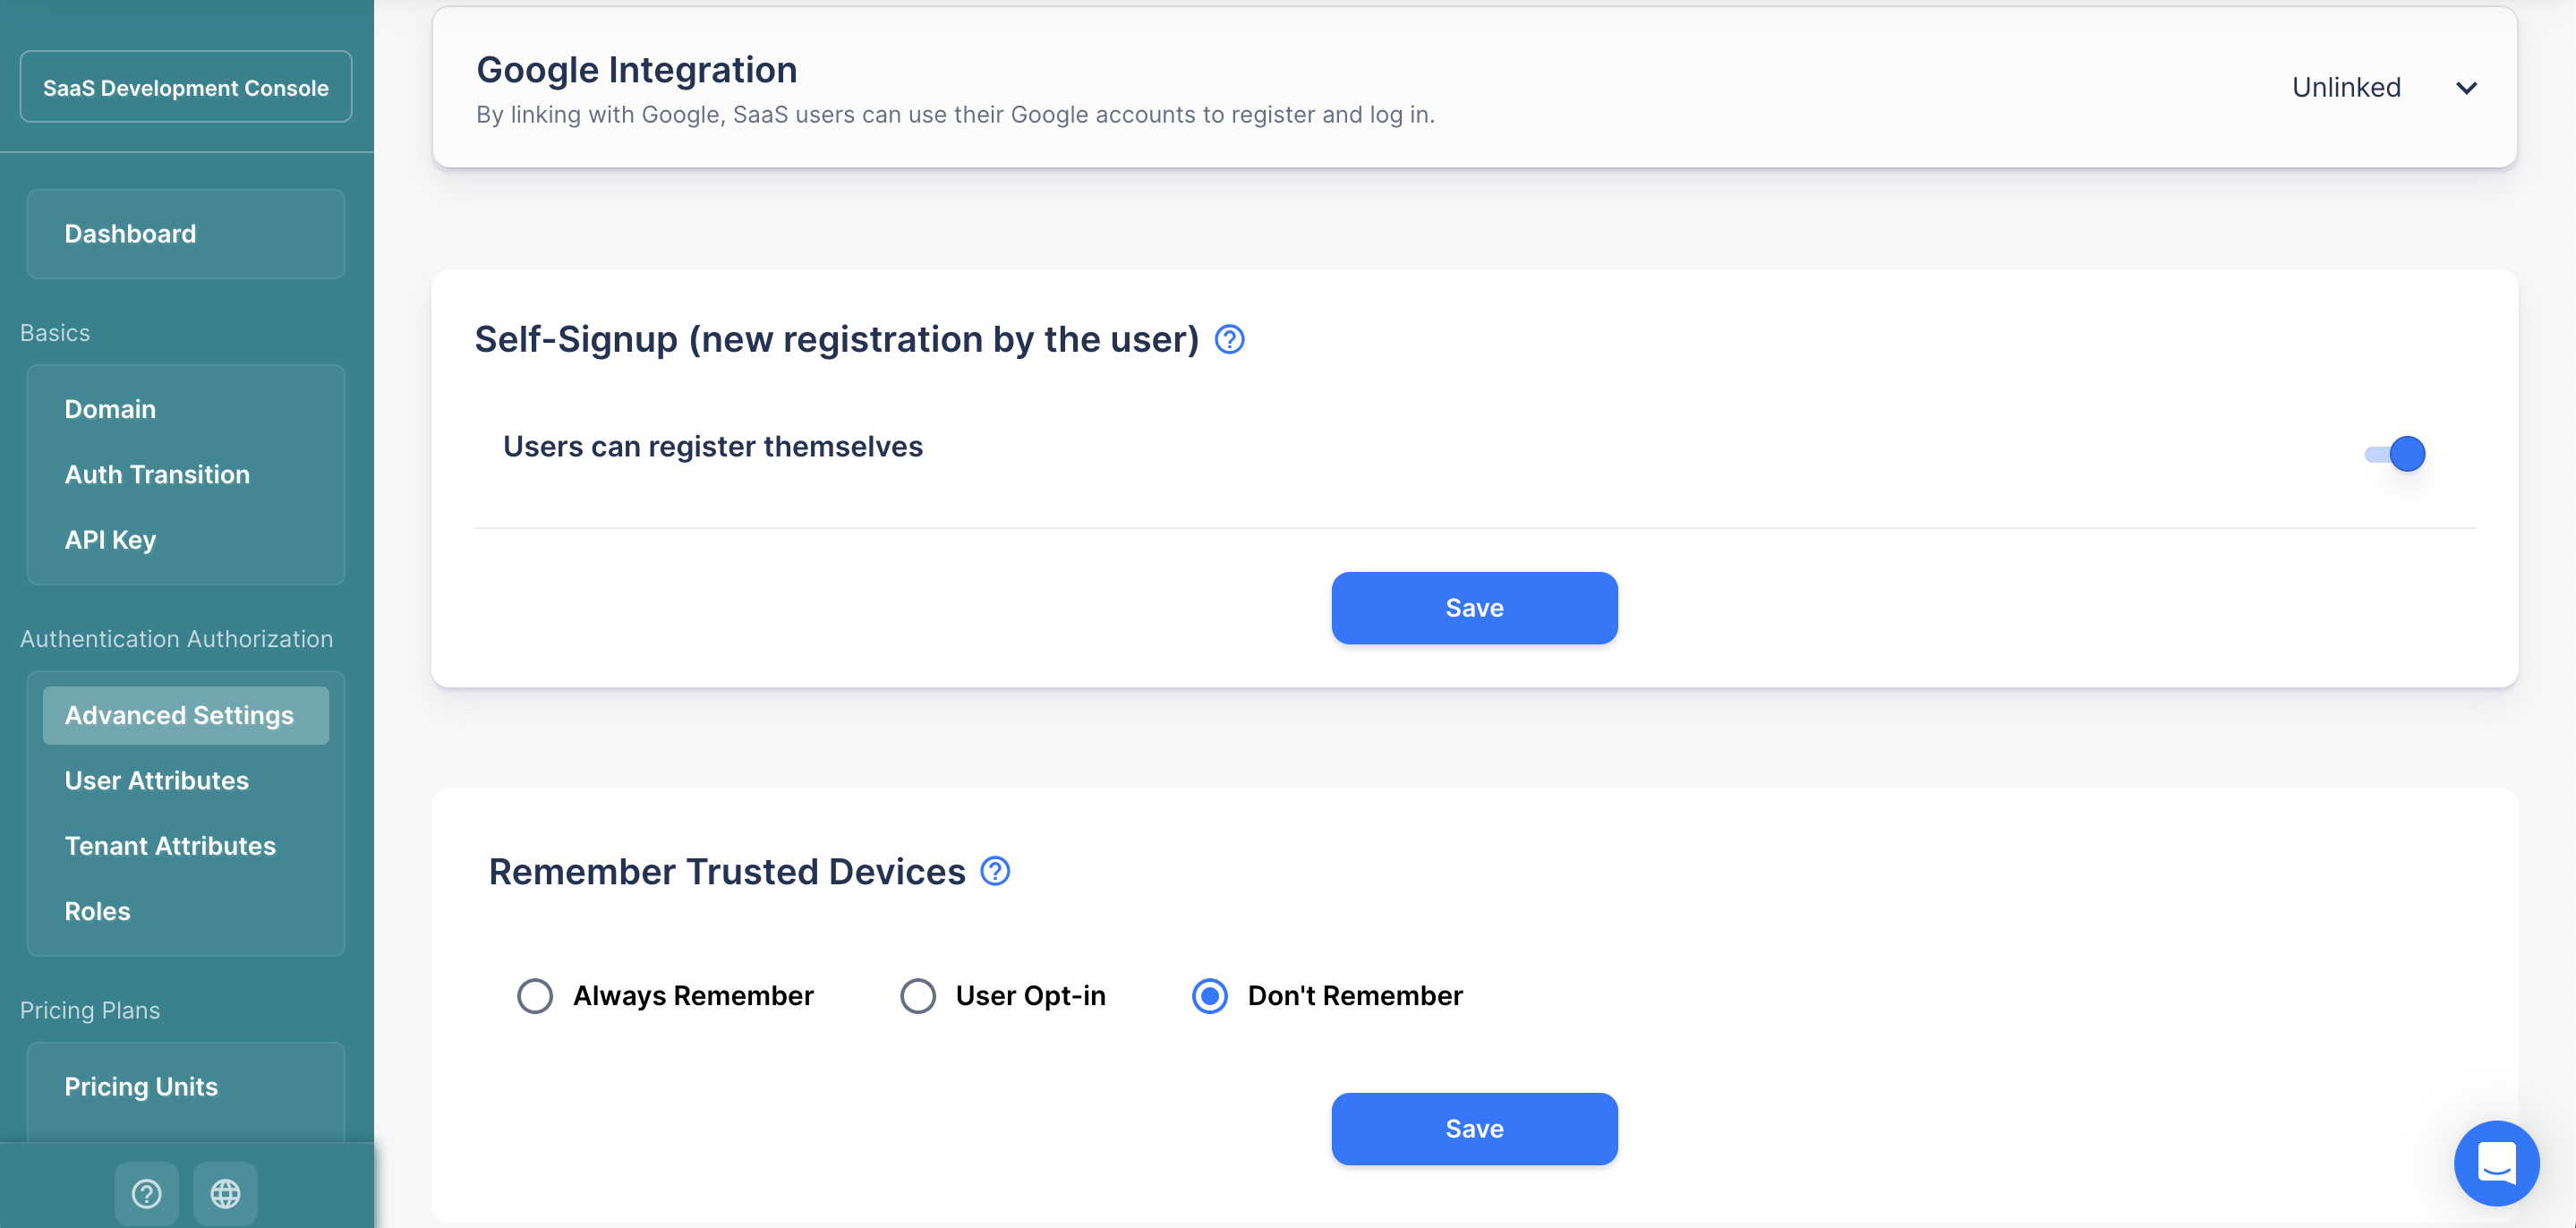 SaaS Development Console
Dashboard
Basics
Domain
Auth Transition
API Key
Authentication Authorization
Advanced Settings
User Attributes
Tenant Attributes
Roles
Pricing Plans
Pricing Units
Google Integration
By linking with Google, SaaS users can use their Google accounts to register and log in.
Unlinked
Self-Signup (new registration by the user)
Users can register themselves
Save
Remember Trusted Devices
Always Remember
User Opt-in
Don't Remember
Save